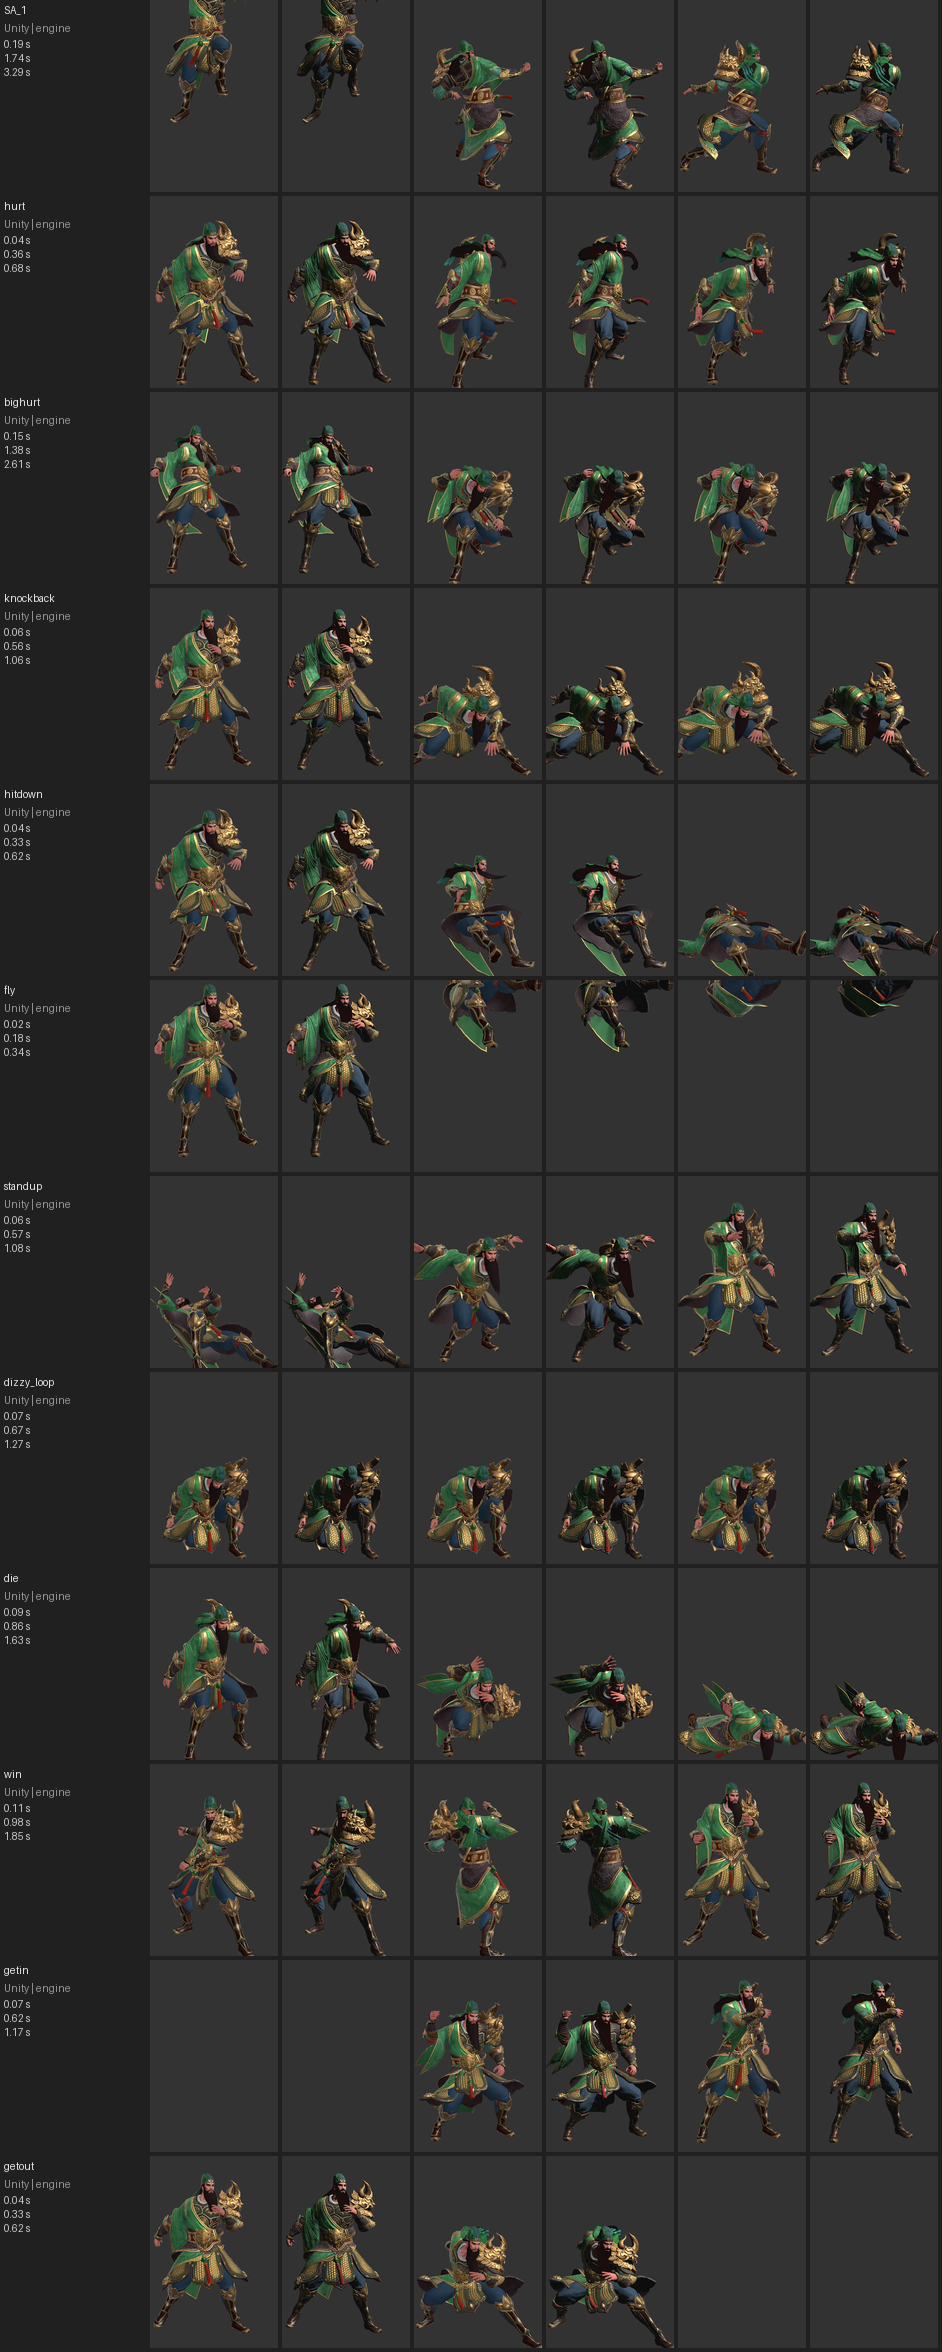 SA_1
Unity | engine
0.19 s
1.74 s
3.29 s
hurt
Unity | engine
0.04 s
0.36 s
0.68 s
bighurt
Unity | engine
0.15 s
1.38 s
2.61 s
knockback
Unity | engine
0.06 s
0.56 s
1.06 s
hitdown
Unity | engine
0.04 s
0.33 s
0.62 s
fly
Unity | engine
0.02 s
0.18 s
0.34 s
standup
Unity | engine
0.06 s
0.57 s
1.08 s
dizzy_loop
Unity | engine
0.07 s
0.67 s
1.27 s
die
Unity | engine
0.09 s
0.86 s
1.63 s
win
Unity | engine
0.11 s
0.98 s
1.85 s
getin
Unity | engine
0.07 s
0.62 s
1.17 s
getout
Unity | engine
0.04 s
0.33 s
0.62 s